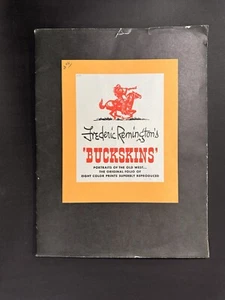 Frederic Remington's
'BUCKSKINS'
PORTRAITS OF THE OLD WEST...
THE ORIGINAL FOLIO OF
EIGHT COLOR PRINTS SUPERBLY REPRODUCED